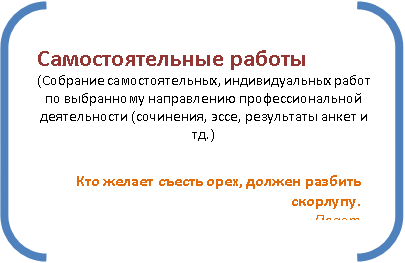 Самостоятельные работы
(Собрание самостоятельных, индивидуальных работ
по выбранному направлению профессиональной
деятельности (сочинения, эссе, результаты анкет и
тд.)
Кто желает съесть орех, должен разбить
скорлупу.